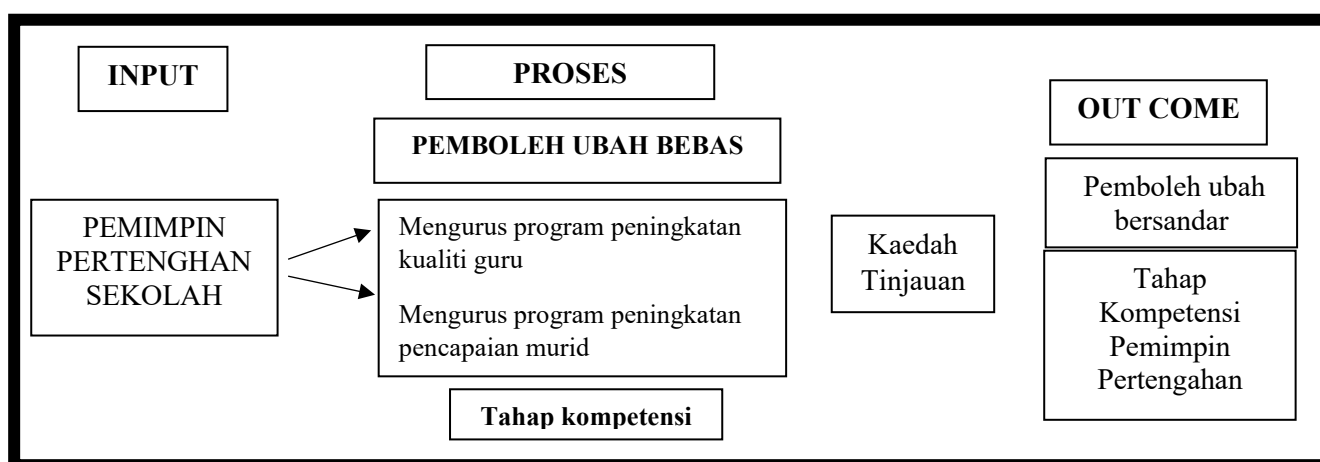 INPUT
PROSES
OUT COME
PEMBOLEH UBAH BEBAS
PEMIMPIN
PERTENGHAN
SEKOLAH
Mengurus program peningkatan
kualiti guru
Mengurus program peningkatan
pencapaian murid
Tahap kompetensi
Kaedah
Tinjauan
Pemboleh ubah
bersandar
Tahap
Kompetensi
Pemimpin
Pertengahan